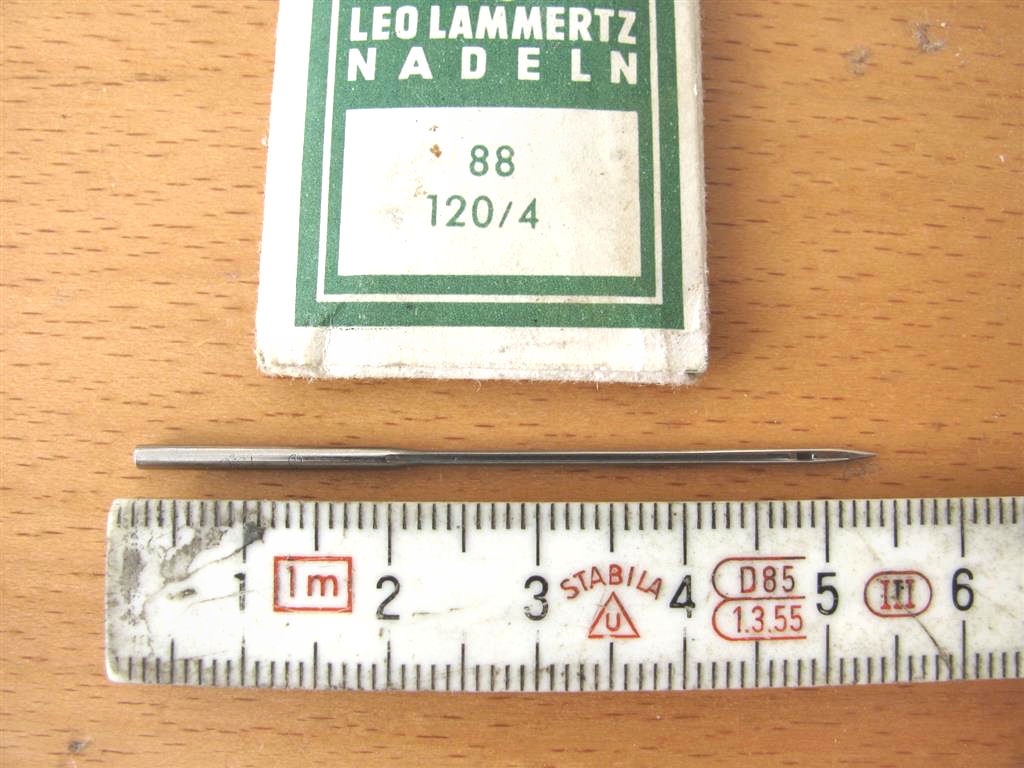 LEO LAMMERTZ
NADELN
88
120/4
1 1m 2 3 STABILA U 4 D85 5 III 6
1.3.55